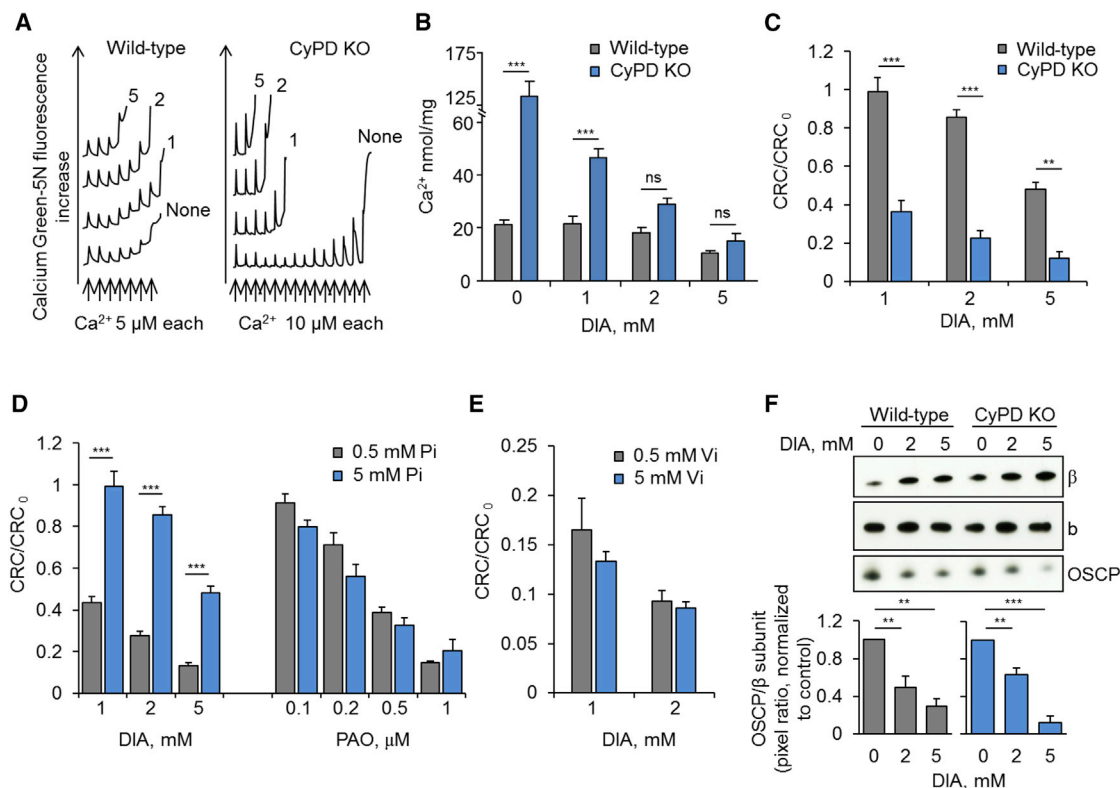 A
Wild-type
CyPD KO
Calcium Green-5N fluorescence
increase
5
2
1
None
5
2
1
None
Ca²⁺ 5 µM each
Ca²⁺ 10 µM each
B
Wild-type
CyPD KO
Ca²⁺ nmol/mg
175
125
60
40
20
0
***
***
ns
ns
0 1 2 5
DIA, mM
C
Wild-type
CyPD KO
CRC/CRC₀
1.2
1
0.8
0.6
0.4
0.2
0
***
***
**
1 2 5
DIA, mM
D
0.5 mM Pi
5 mM Pi
CRC/CRC₀
1.2
1
0.8
0.6
0.4
0.2
0
***
***
***
1 2 5
0.1 0.2 0.5 1
DIA, mM
PAO, µM
E
0.5 mM Vi
5 mM Vi
CRC/CRC₀
0.25
0.2
0.15
0.1
0.05
0
1 2
DIA, mM
F
Wild-type CyPD KO
DIA, mM 0 2 5 0 2 5
β
b
OSCP
OSCP/β subunit
(pixel ratio, normalized
to control)
1.2
0.8
0.4
0
**
**
***
**
0 2 5 0 2 5
DIA, mM